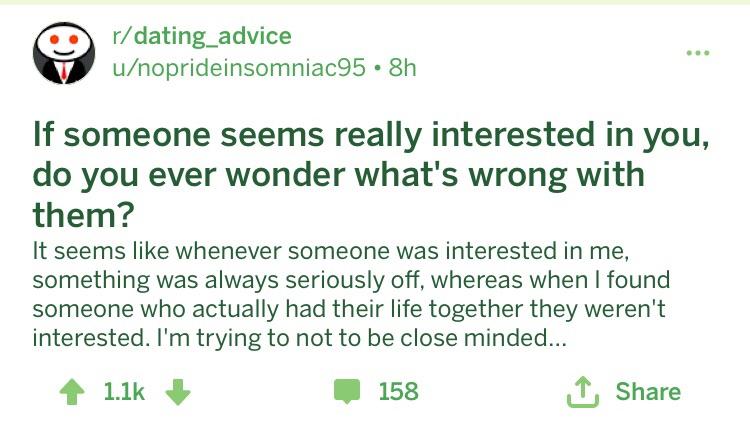 r/dating_advice
u/noprideinsomniac95 • 8h
If someone seems really interested in you,
do you ever wonder what's wrong with
them?
It seems like whenever someone was interested in me,
something was always seriously off, whereas when I found
someone who actually had their life together they weren't
interested. I'm trying to not to be close minded...
1.1k 158 Share